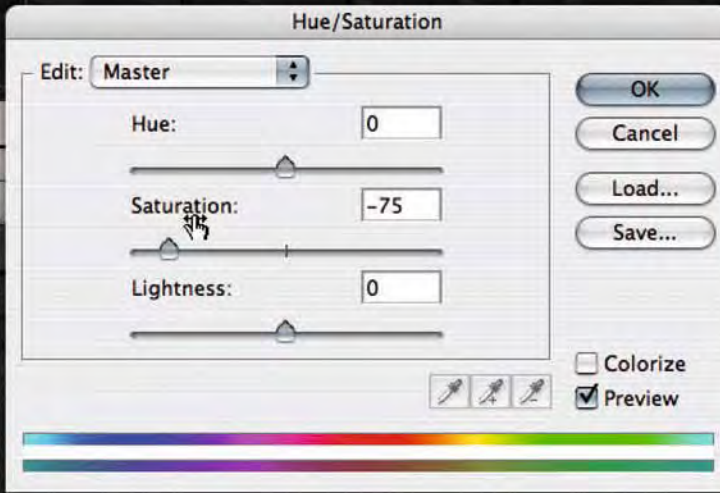 Hue/Saturation
Edit: Master
OK
Hue: 0
Cancel
Saturation: -75
Load...
Save...
Lightness: 0
Colorize
Preview